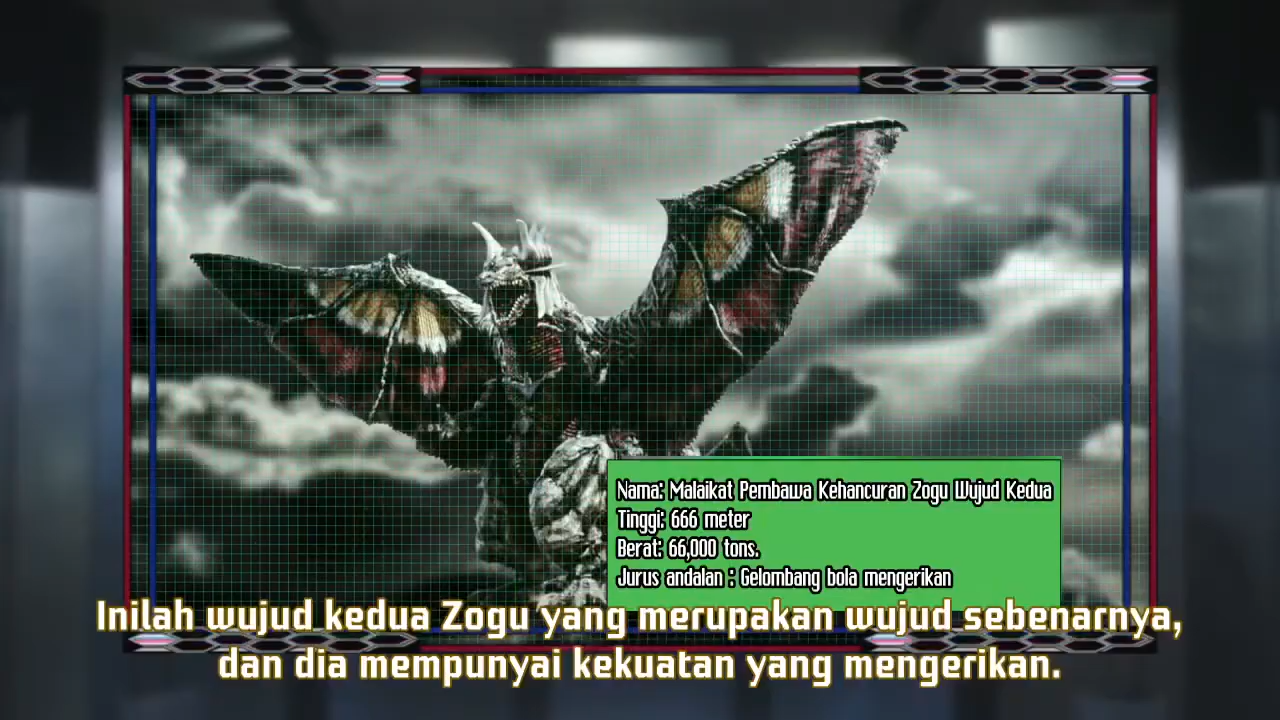 Nama: Malaikat Pembawa Kehancuran Zogu Wujud Kedua
Tinggi: 666 meter
Berat: 66,000 tons.
Jurus andalan : Gelombang bola mengerikan
Inilah wujud kedua Zogu yang merupakan wujud sebenarnya,
dan dia mempunyai kekuatan yang mengerikan.